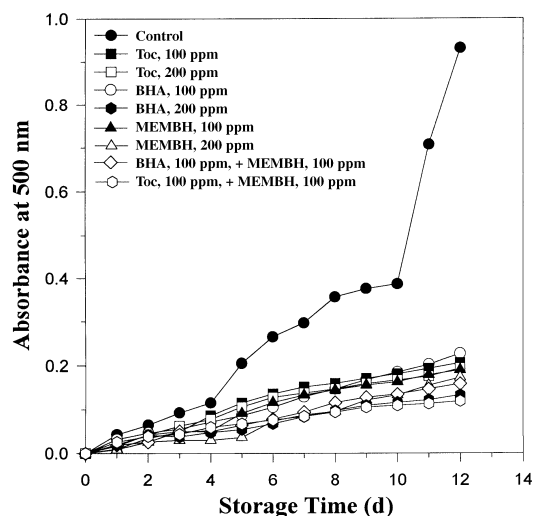 1.0
0.8
0.6
0.4
0.2
0.0
Absorbance at 500 nm
Control
Toc, 100 ppm
Toc, 200 ppm
BHA, 100 ppm
BHA, 200 ppm
MEMBH, 100 ppm
MEMBH, 200 ppm
BHA, 100 ppm, + MEMBH, 100 ppm
Toc, 100 ppm, + MEMBH, 100 ppm
0 2 4 6 8 10 12 14
Storage Time (d)